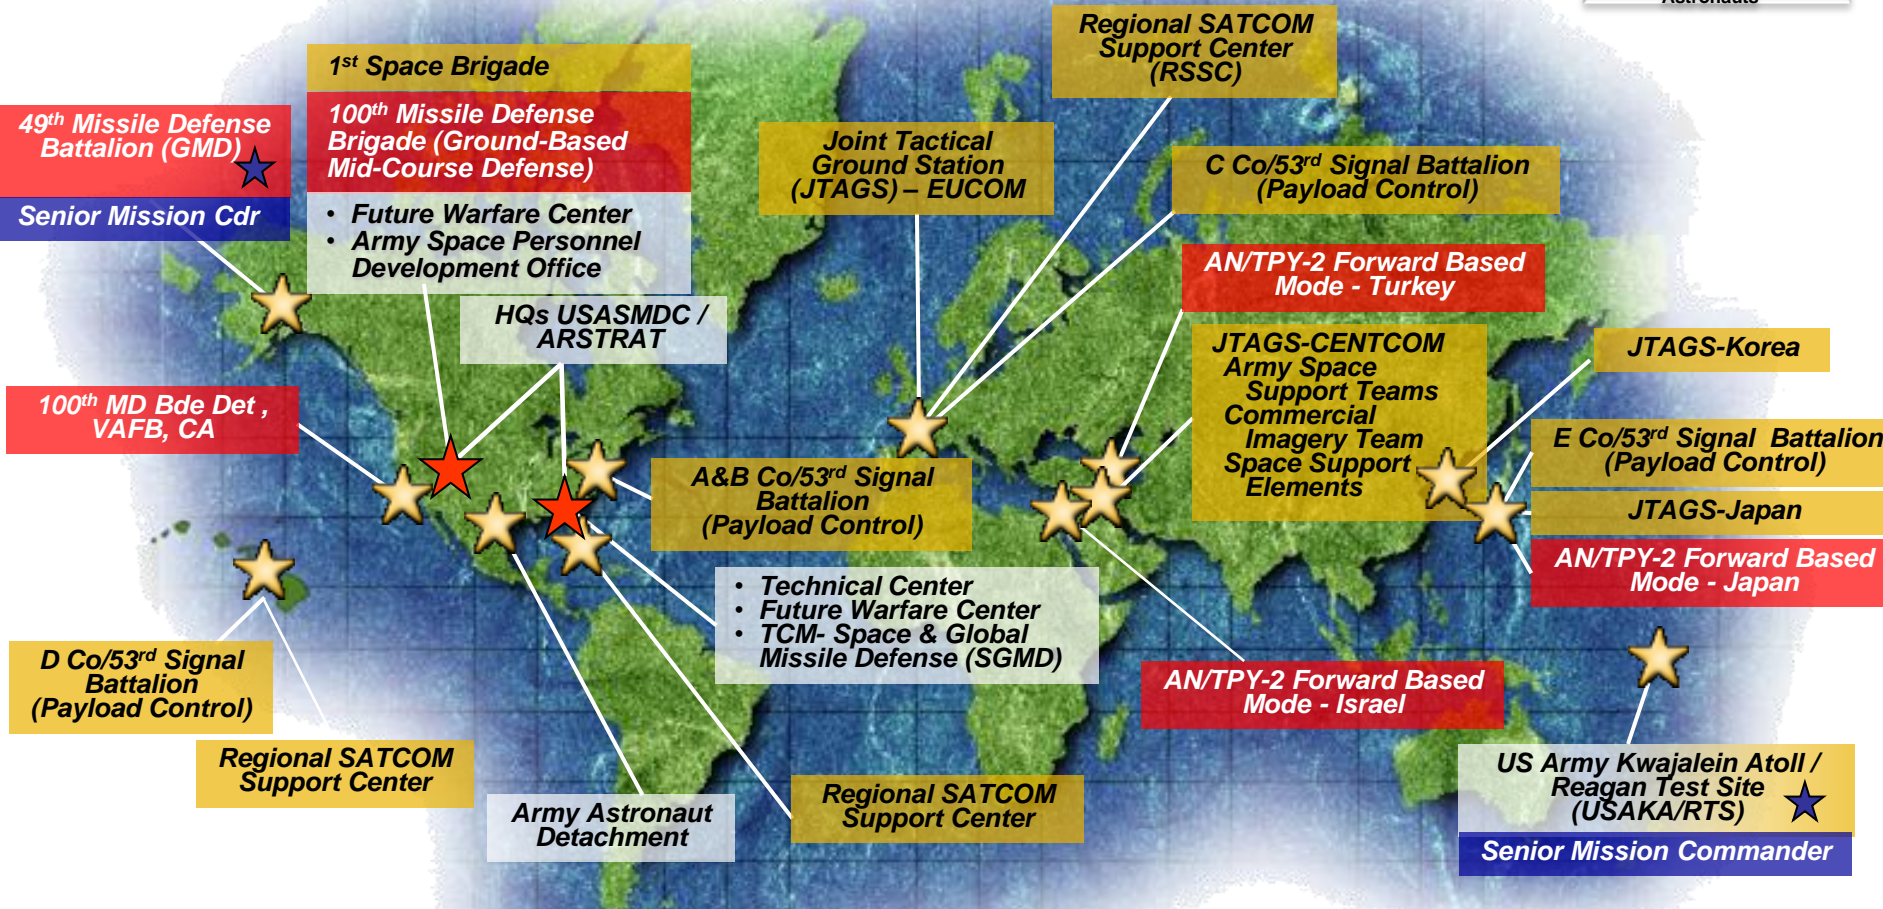 Astronauts
Regional SATCOM
Support Center
(RSSC)
1st Space Brigade
100th Missile Defense
Brigade (Ground-Based
Mid-Course Defense)
• Future Warfare Center
• Army Space Personnel
Development Office
49th Missile Defense
Battalion (GMD)
Senior Mission Cdr
HQs USASMDC /
ARSTRAT
Joint Tactical
Ground Station
(JTAGS) – EUCOM
C Co/53rd Signal Battalion
(Payload Control)
AN/TPY-2 Forward Based
Mode - Turkey
JTAGS-CENTCOM
Army Space
Support Teams
Commercial
Imagery Team
Space Support
Elements
JTAGS-Korea
100th MD Bde Det ,
VAFB, CA
A&B Co/53rd Signal
Battalion
(Payload Control)
E Co/53rd Signal Battalion
(Payload Control)
JTAGS-Japan
AN/TPY-2 Forward Based
Mode - Japan
• Technical Center
• Future Warfare Center
• TCM- Space & Global
Missile Defense (SGMD)
D Co/53rd Signal
Battalion
(Payload Control)
Regional SATCOM
Support Center
Army Astronaut
Detachment
Regional SATCOM
Support Center
AN/TPY-2 Forward Based
Mode - Israel
US Army Kwajalein Atoll /
Reagan Test Site
(USAKA/RTS)
Senior Mission Commander